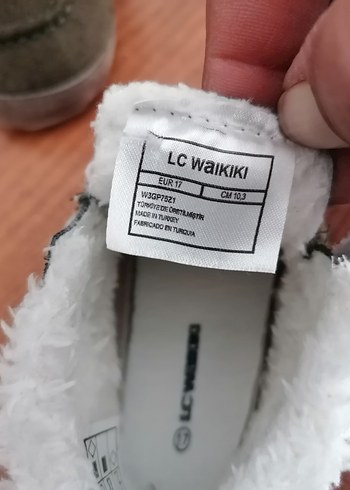 LC WAIKIKI
EUR 17
CM 10,3
W3GP75Z1
TÜRKİYE'DE ÜRETİLMİŞTİR
MADE IN TURKEY
FABRICADO EN TURQUIA
LC WAIKIKI